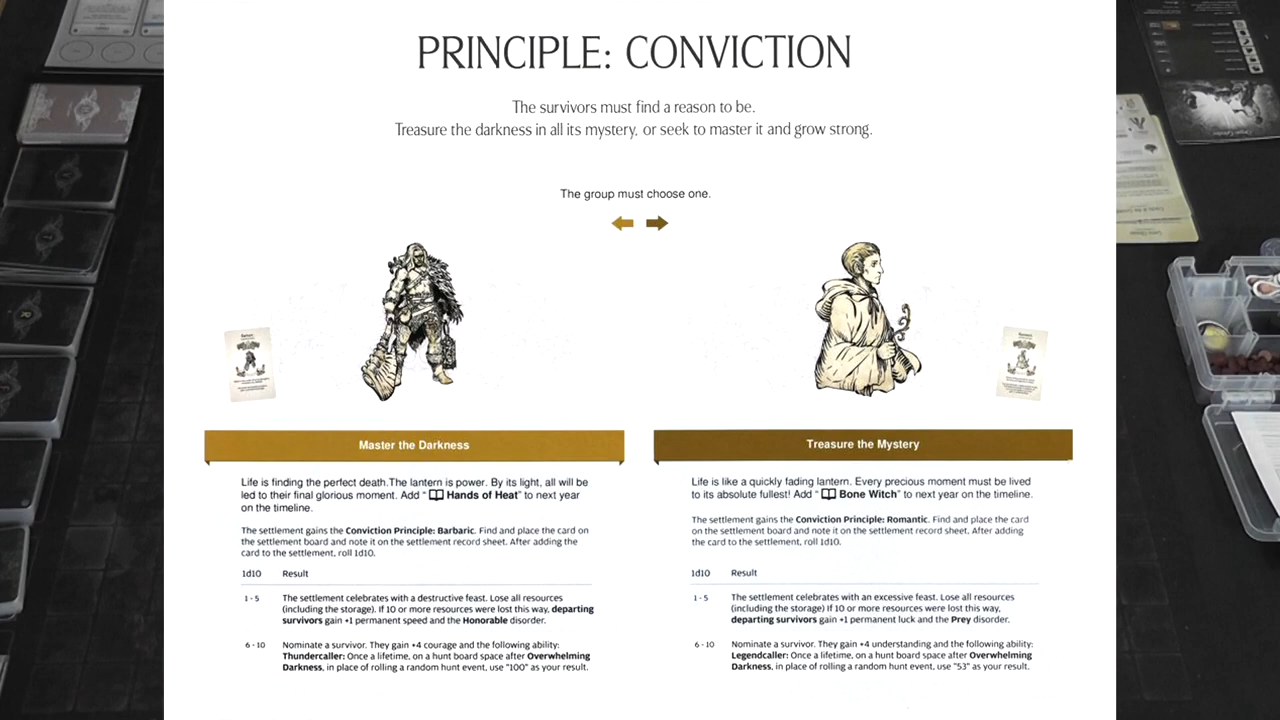 PRINCIPLE: CONVICTION
The survivors must find a reason to be.
Treasure the darkness in all its mystery, or seek to master it and grow strong.
The group must choose one.
Master the Darkness
Life is finding the perfect death.The lantern is power. By its light, all will be
led to their final glorious moment. Add “ Hands of Heat” to next year
on the timeline.
The settlement gains the Conviction Principle: Barbaric. Find and place the card on
the settlement board and note it on the settlement record sheet. After adding the
card to the settlement, roll 1d10.
1d10 Result
1 - 5 The settlement celebrates with a destructive feast. Lose all resources
(including the storage). If 10 or more resources were lost this way, departing
survivors gain +1 permanent speed and the Honorable disorder.
6 - 10 Nominate a survivor. They gain +4 courage and the following ability:
Thundercaller: Once a lifetime, on a hunt board space after Overwhelming
Darkness, in place of rolling a random hunt event, use "100" as your result.
Treasure the Mystery
Life is like a quickly fading lantern. Every precious moment must be lived
to its absolute fullest! Add “ Bone Witch” to next year on the timeline.
The settlement gains the Conviction Principle: Romantic. Find and place the card
on the settlement board and note it on the settlement record sheet. After adding
the card to the settlement, roll 1d10.
1d10 Result
1 - 5 The settlement celebrates with an excessive feast. Lose all resources
(including the storage) If 10 or more resources were lost this way,
departing survivors gain +1 permanent luck and the Prey disorder.
6 - 10 Nominate a survivor. They gain +4 understanding and the following ability:
Legendcaller: Once a lifetime, on a hunt board space after Overwhelming
Darkness, in place of rolling a random hunt event, use "53" as your result.